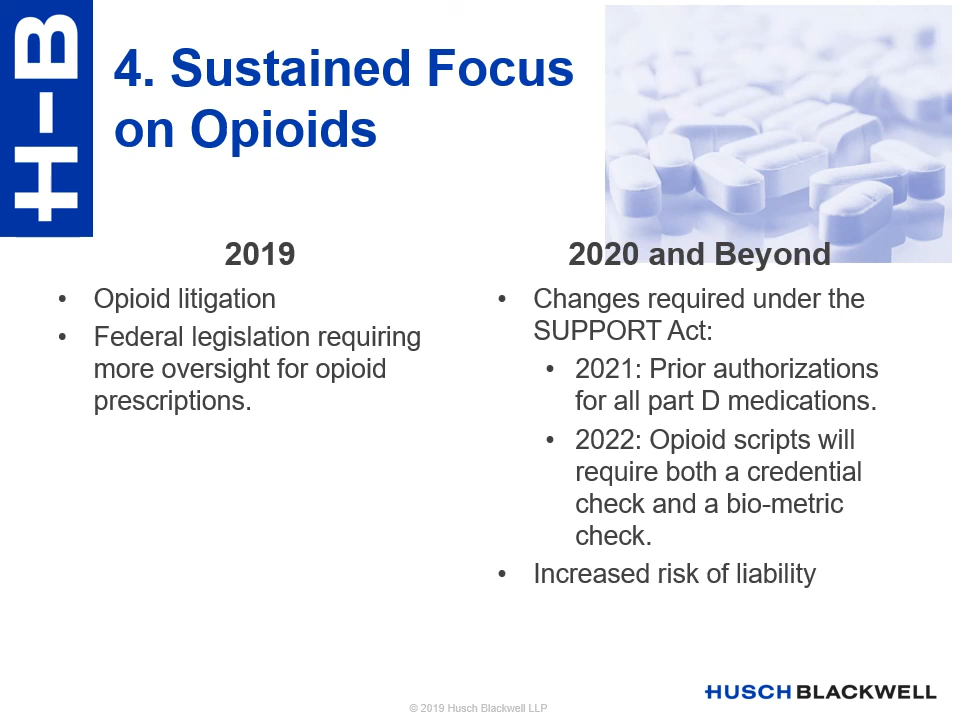 H-B
4. Sustained Focus
on Opioids
2019
• Opioid litigation
• Federal legislation requiring
more oversight for opioid
prescriptions.
2020 and Beyond
• Changes required under the
SUPPORT Act:
• 2021: Prior authorizations
for all part D medications.
• 2022: Opioid scripts will
require both a credential
check and a bio-metric
check.
• Increased risk of liability
HUSCH BLACKWELL
© 2019 Husch Blackwell LLP